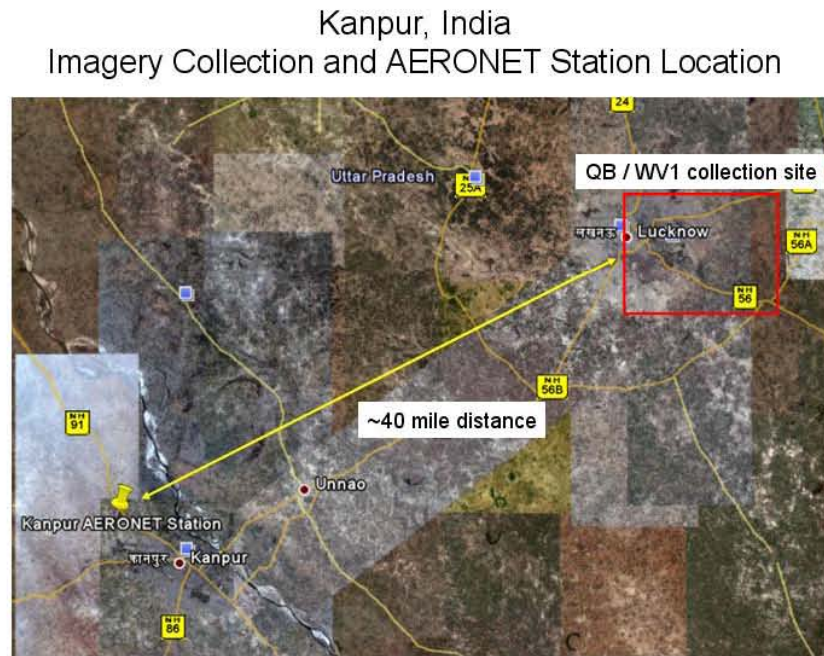 Kanpur, India
Imagery Collection and AERONET Station Location
24
Uttar Pradesh
NH
25A
QB / WV1 collection site
लखनऊ
Lucknow
NH
56A
NH
56
NH
56B
~40 mile distance
NH
91
Unnao
Kanpur AERONET Station
कानपुर
Kanpur
NH
86